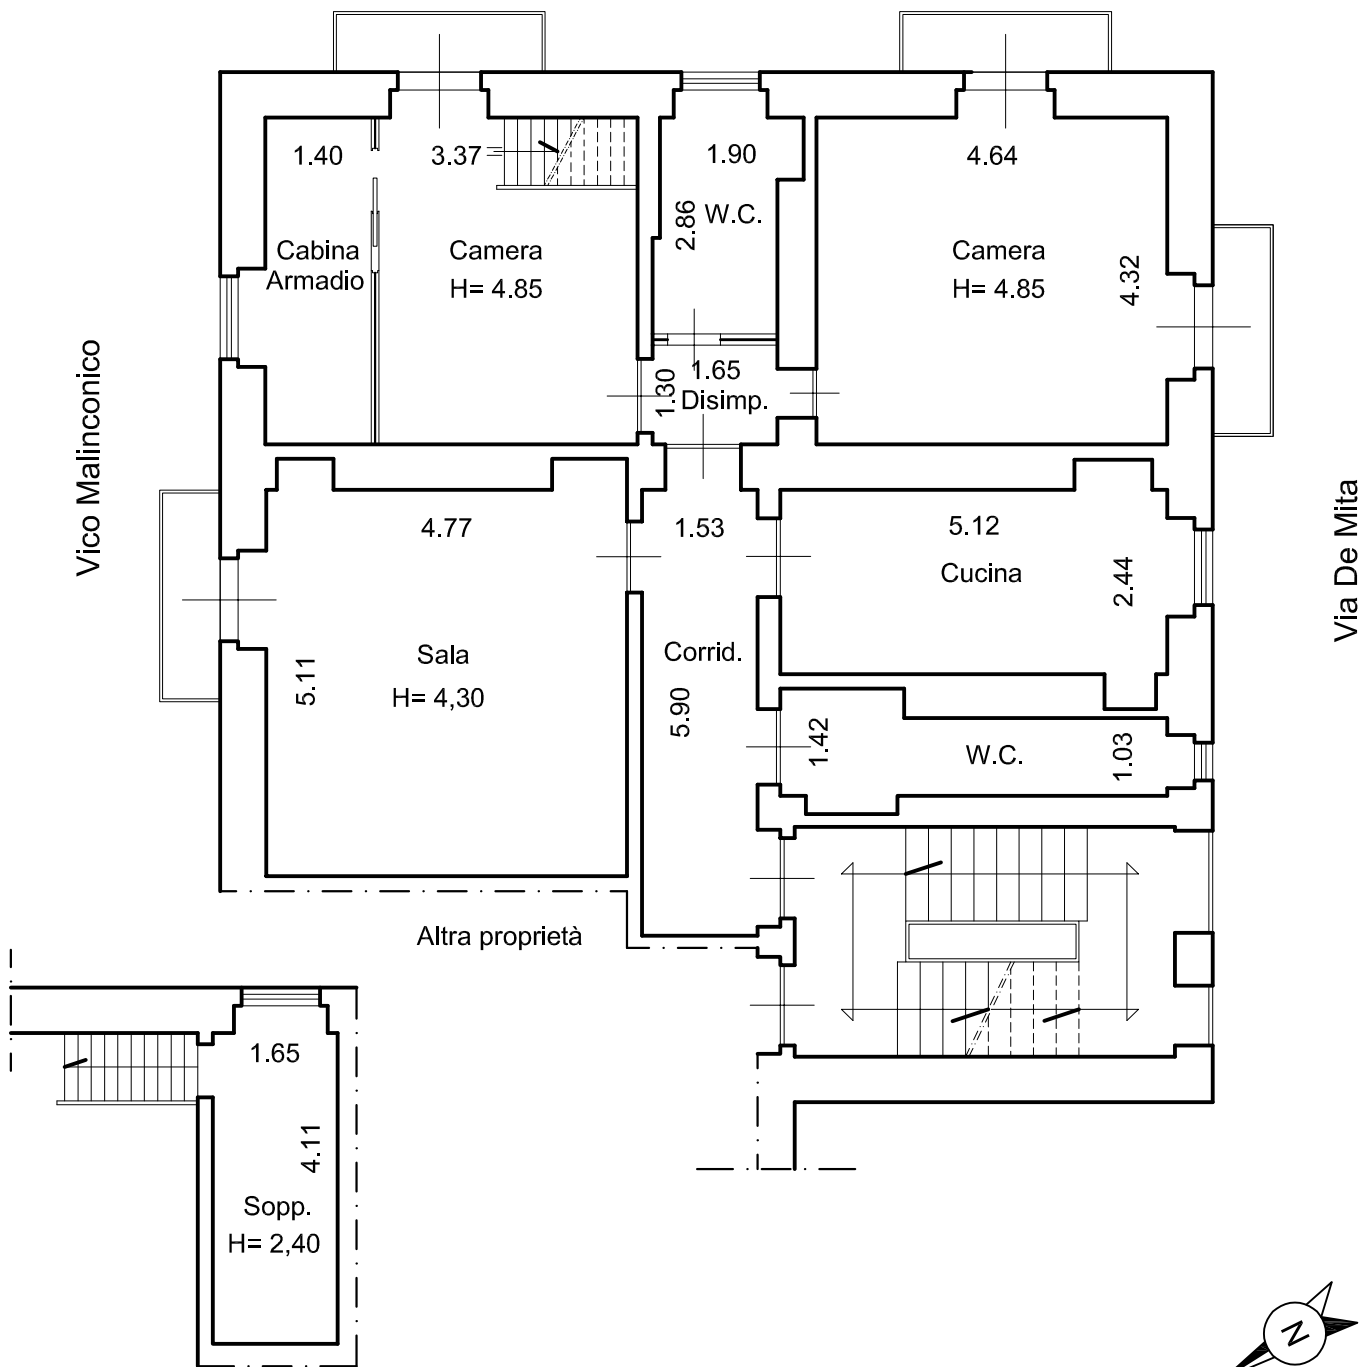 1.40
3.37
1.90
4.64
2.86
W.C.
Cabina
Armadio
Camera
H= 4.85
Camera
H= 4.85
4.32
Vico Malinconico
1.65
1.30
Disimp.
4.77
1.53
5.12
Cucina
2.44
Via De Mita
Sala
H= 4,30
5.11
Corrid.
5.90
1.42
W.C.
1.03
Altra proprietà
1.65
4.11
Sopp.
H= 2,40
N